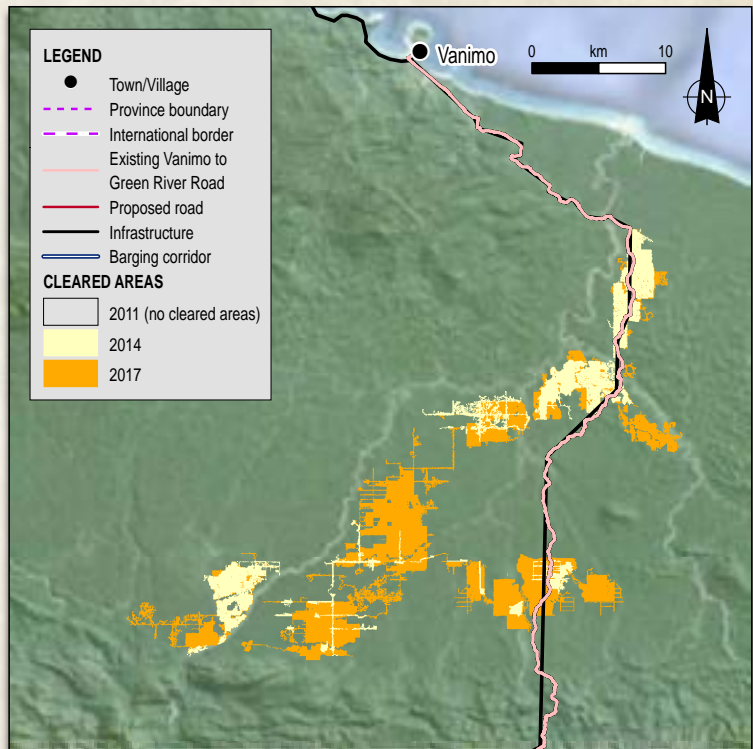 LEGEND
Town/Village
Province boundary
International border
Existing Vanimo to
Green River Road
Proposed road
Infrastructure
Barging corridor
CLEARED AREAS
2011 (no cleared areas)
2014
2017
Vanimo
0 km 10
N